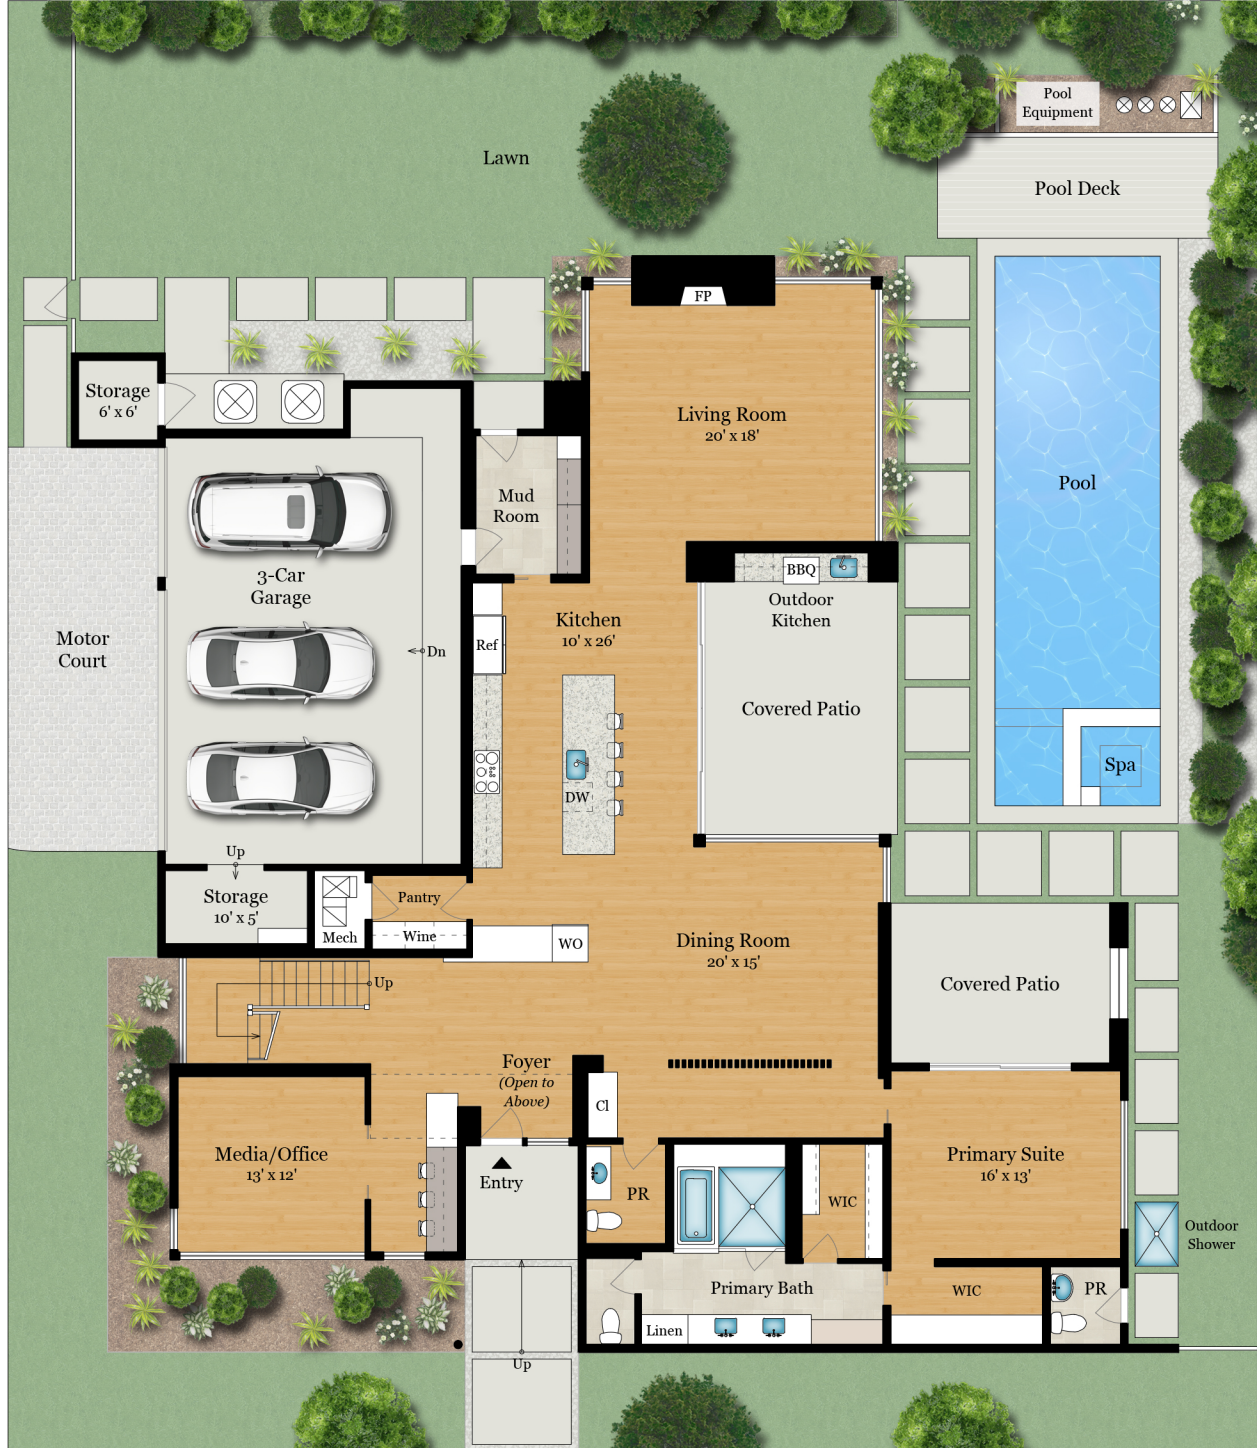 Pool
Equipment
Lawn
Pool Deck
FP
Storage
6' x 6'
Living Room
20' x 18'
Pool
Mud
Room
BBQ
3-Car
Garage
Outdoor
Kitchen
Kitchen
10' x 26'
Motor
Court
Ref
Dn
Covered Patio
Spa
DW
Up
Storage
10' x 5'
Pantry
Wine
Mech
WO
Dining Room
20' x 15'
Covered Patio
Up
Foyer
(Open to
Above)
Cl
Media/Office
13' x 12'
Primary Suite
16' x 13'
Entry
PR
WIC
Outdoor
Shower
Primary Bath
WIC
PR
Linen
Up